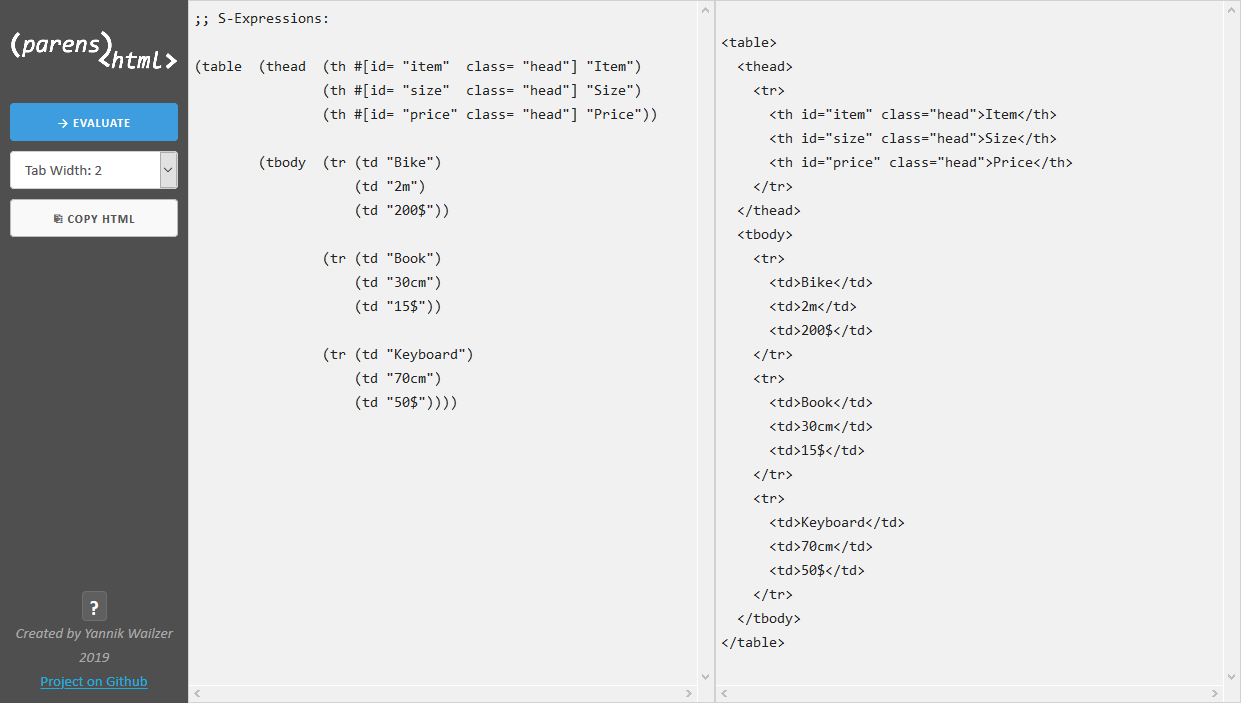 (parens)
<html>
→ EVALUATE
Tab Width: 2
COPY HTML
?
Created by Yannik Wailzer
2019
Project on Github
;; S-Expressions:
(table  (thead  (th #[id= "item"  class= "head"] "Item")
                (th #[id= "size"  class= "head"] "Size")
                (th #[id= "price" class= "head"] "Price"))
        (tbody  (tr (td "Bike")
                    (td "2m")
                    (td "200$"))
                (tr (td "Book")
                    (td "30cm")
                    (td "15$"))
                (tr (td "Keyboard")
                    (td "70cm")
                    (td "50$"))))
<table>
  <thead>
    <tr>
      <th id="item" class="head">Item</th>
      <th id="size" class="head">Size</th>
      <th id="price" class="head">Price</th>
    </tr>
  </thead>
  <tbody>
    <tr>
      <td>Bike</td>
      <td>2m</td>
      <td>200$</td>
    </tr>
    <tr>
      <td>Book</td>
      <td>30cm</td>
      <td>15$</td>
    </tr>
    <tr>
      <td>Keyboard</td>
      <td>70cm</td>
      <td>50$</td>
    </tr>
  </tbody>
</table>